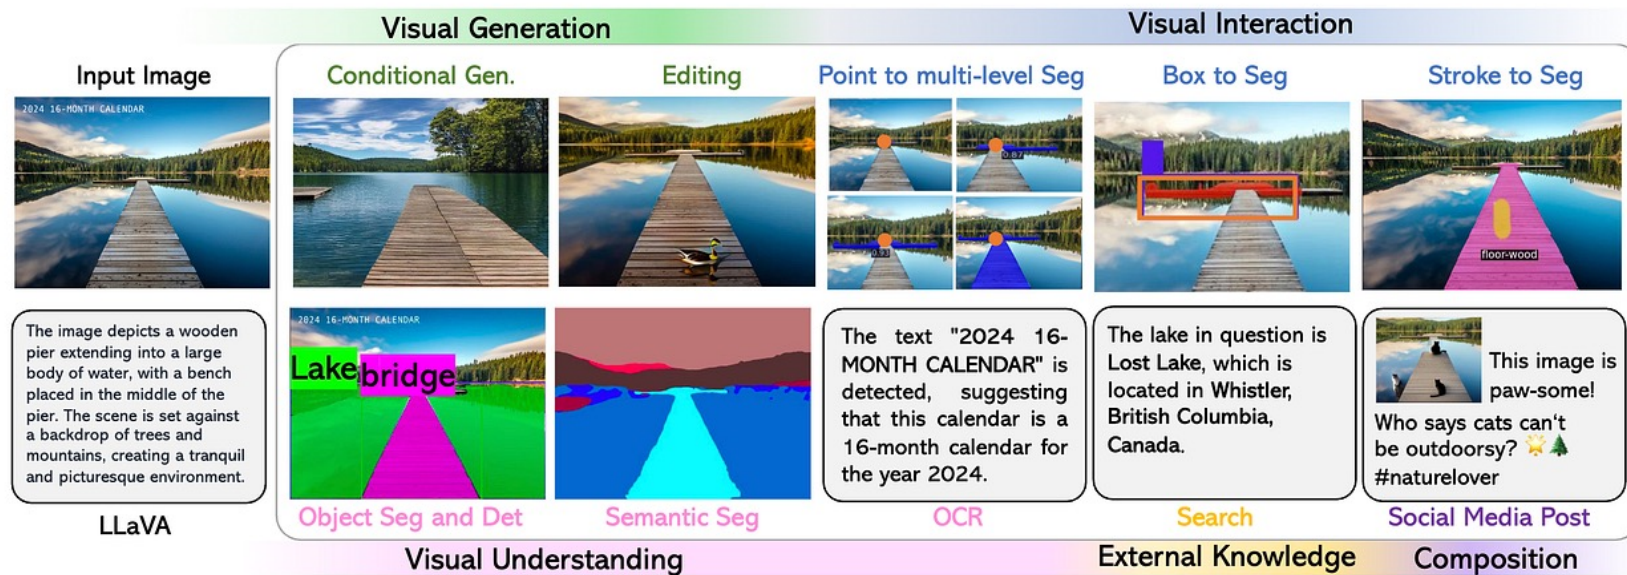 Visual Generation
Visual Interaction
Input Image
Conditional Gen.
Editing
Point to multi-level Seg
Box to Seg
Stroke to Seg
2024 16-MONTH CALENDAR
0.87
0.93
floor-wood
The image depicts a wooden
pier extending into a large
body of water, with a bench
placed in the middle of the
pier. The scene is set against
a backdrop of trees and
mountains, creating a tranquil
and picturesque environment.
LLaVA
2024 16-MONTH CALENDAR
Lake
bridge
The text "2024 16-
MONTH CALENDAR" is
detected, suggesting
that this calendar is a
16-month calendar for
the year 2024.
The lake in question is
Lost Lake, which is
located in Whistler,
British Columbia,
Canada.
This image is
paw-some!
Who says cats can't
be outdoorsy? 🌟🌲
#naturelover
Object Seg and Det
Semantic Seg
OCR
Search
Social Media Post
Visual Understanding
External Knowledge
Composition